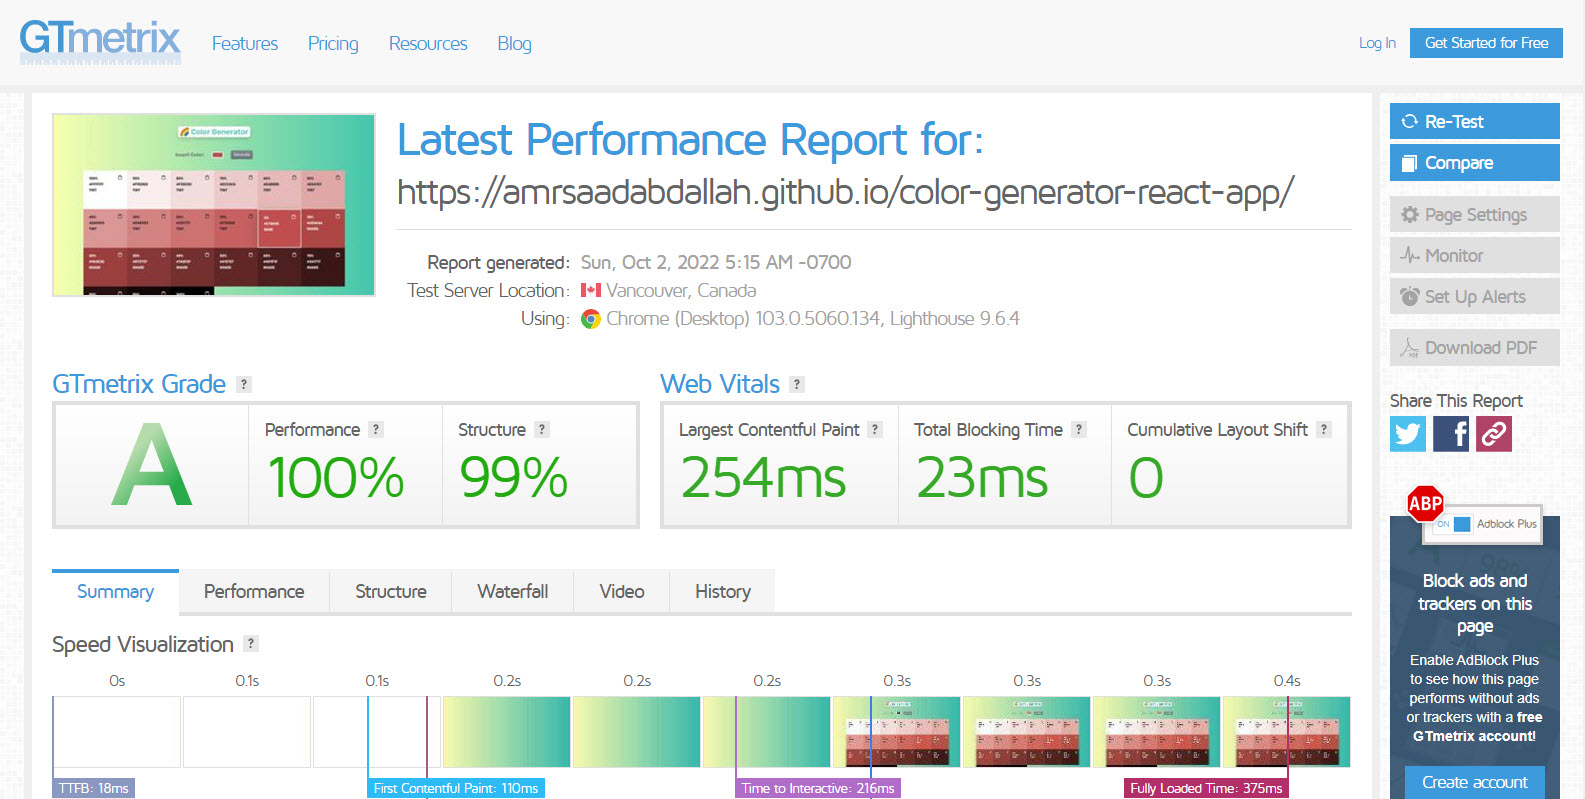 GTmetrix
Features
Pricing
Resources
Blog
Log In
Get Started for Free
Color Generator
Insert Color:
Generate
Latest Performance Report for:
https://amrsaadabdallah.github.io/color-generator-react-app/
Report generated: Sun, Oct 2, 2022 5:15 AM -0700
Test Server Location: Vancouver, Canada
Using: Chrome (Desktop) 103.0.5060.134, Lighthouse 9.6.4
Re-Test
Compare
Page Settings
Monitor
Set Up Alerts
Download PDF
Share This Report
GTmetrix Grade ?
A
Performance ?
100%
Structure ?
99%
Web Vitals ?
Largest Contentful Paint ?
254ms
Total Blocking Time ?
23ms
Cumulative Layout Shift ?
0
Summary
Performance
Structure
Waterfall
Video
History
Speed Visualization ?
0s
0.1s
0.1s
0.2s
0.2s
0.2s
0.3s
0.3s
0.3s
0.4s
TTFB: 18ms
First Contentful Paint: 110ms
Time to Interactive: 216ms
Fully Loaded Time: 375ms
ABP
ON
Adblock Plus
Block ads and
trackers on this
page
Enable AdBlock Plus
to see how this page
performs without ads
or trackers with a free
GTmetrix account!
Create account